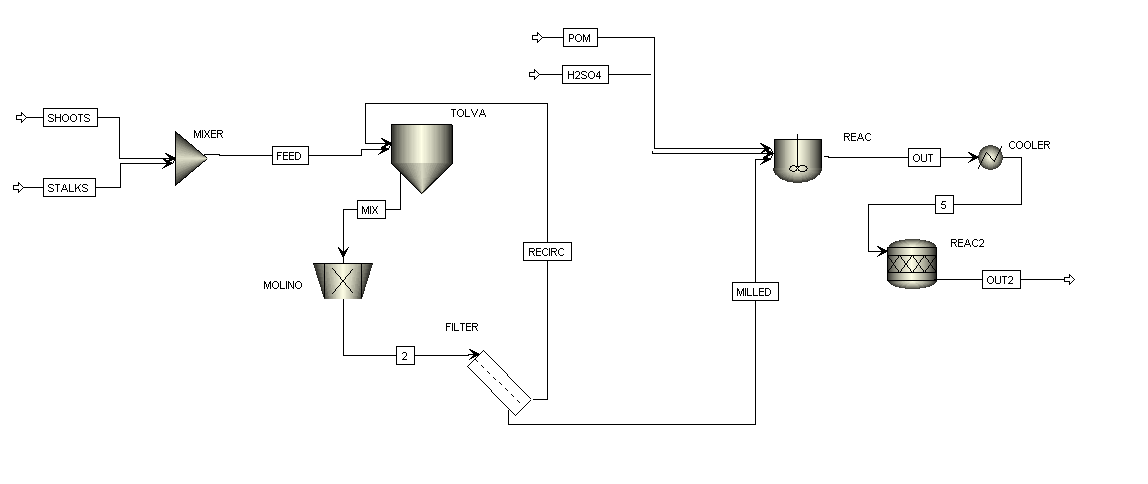 POM
H2SO4
SHOOTS
TOLVA
MIXER
REAC
COOLER
FEED
OUT
STALKS
MIX
5
RECIRC
REAC2
MOLINO
OUT2
MILLED
FILTER
2